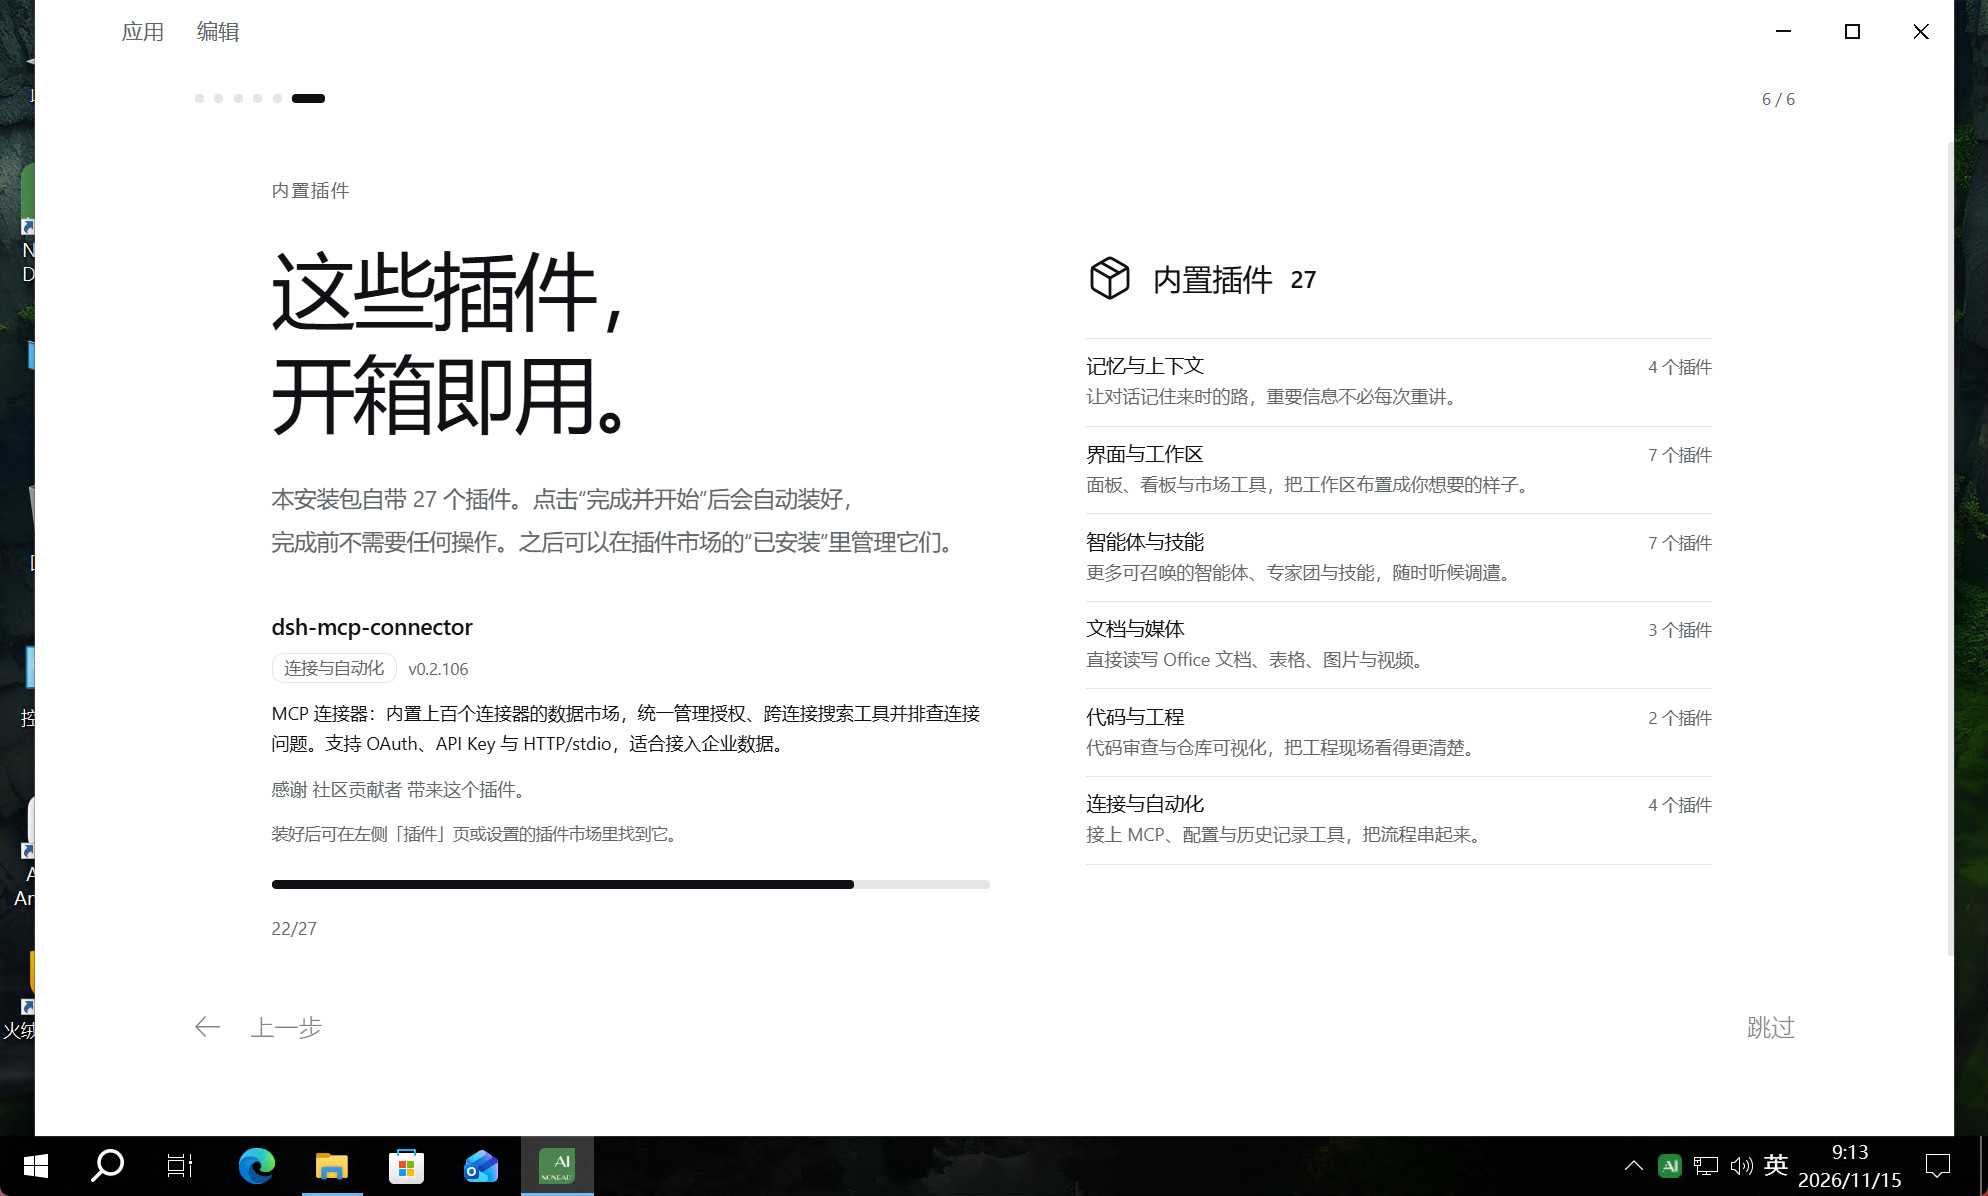 应用
编辑
6 / 6
内置插件
这些插件，
开箱即用。
本安装包自带 27 个插件。点击“完成并开始”后会自动装好，
完成前不需要任何操作。之后可以在插件市场的“已安装”里管理它们。
dsh-mcp-connector
连接与自动化
v0.2.106
MCP 连接器：内置上百个连接器的数据市场，统一管理授权、跨连接搜索工具并排查连接
问题。支持 OAuth、API Key 与 HTTP/stdio，适合接入企业数据。
感谢 社区贡献者 带来这个插件。
装好后可在左侧「插件」页或设置的插件市场里找到它。
22/27
内置插件 27
记忆与上下文
4 个插件
让对话记住来时的路，重要信息不必每次重讲。
界面与工作区
7 个插件
面板、看板与市场工具，把工作区布置成你想要的样子。
智能体与技能
7 个插件
更多可召唤的智能体、专家团与技能，随时听候调遣。
文档与媒体
3 个插件
直接读写 Office 文档、表格、图片与视频。
代码与工程
2 个插件
代码审查与仓库可视化，把工程现场看得更清楚。
连接与自动化
4 个插件
接上 MCP、配置与历史记录工具，把流程串起来。
上一步
跳过
N
D
控
A
Ar
火绒
AI
AI
英
9:13
2026/11/15